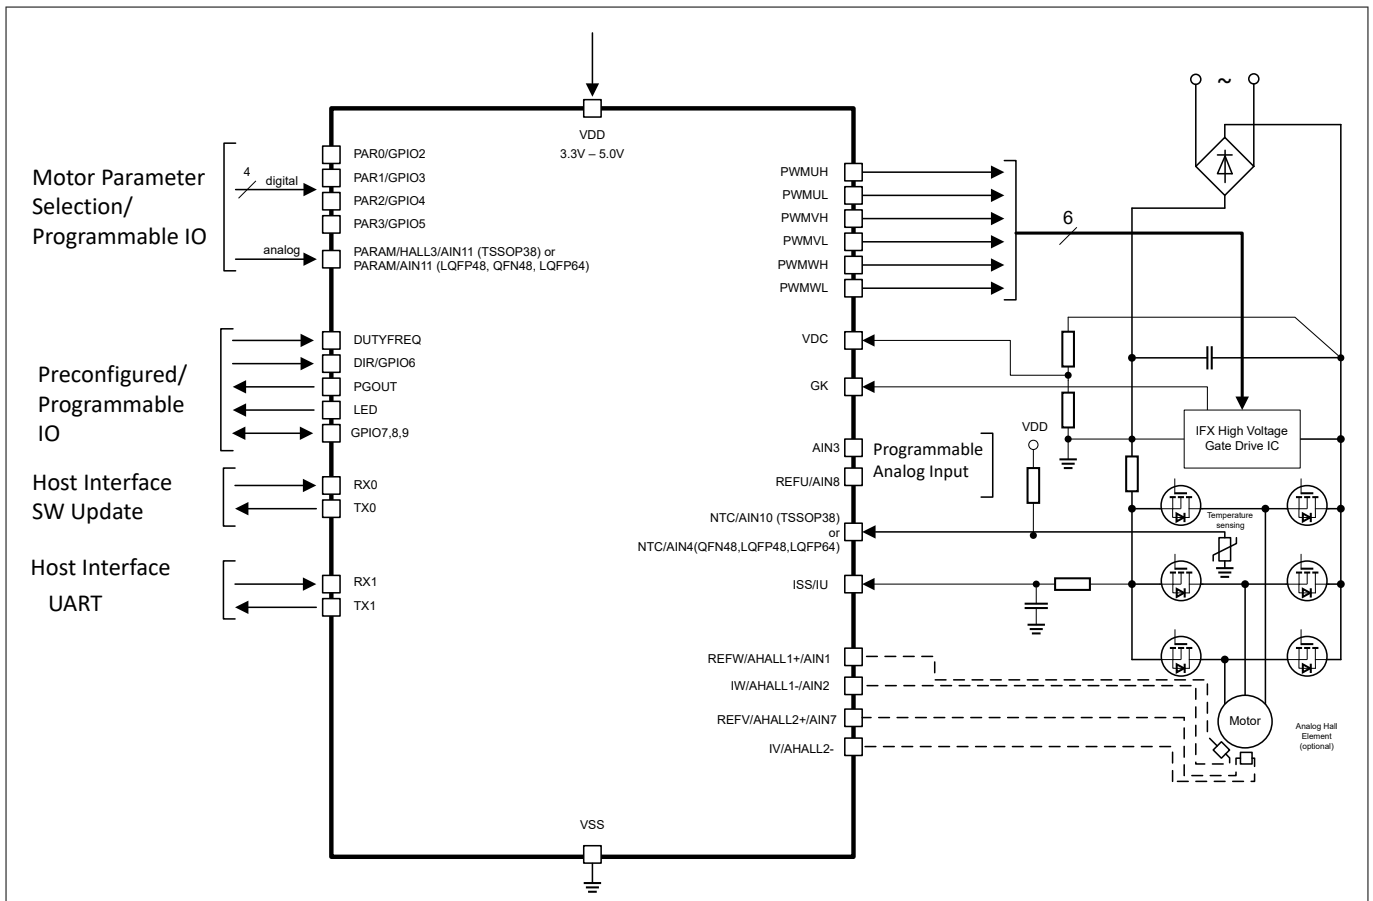 ~
VDD
3.3V – 5.0V
Motor Parameter
Selection/
Programmable IO
4
digital
analog
PAR0/GPIO2
PAR1/GPIO3
PAR2/GPIO4
PAR3/GPIO5
PARAM/HALL3/AIN11 (TSSOP38) or
PARAM/AIN11 (LQFP48, QFN48, LQFP64)
Preconfigured/
Programmable
IO
DUTYFREQ
DIR/GPIO6
PGOUT
LED
GPIO7,8,9
Host Interface
SW Update
RX0
TX0
Host Interface
UART
RX1
TX1
PWMUH
PWMUL
PWMVH
PWMVL
PWMWH
PWMWL
6
VDC
GK
AIN3
REFU/AIN8
Programmable
Analog Input
VDD
IFX High Voltage
Gate Drive IC
NTC/AIN10 (TSSOP38)
or
NTC/AIN4(QFN48,LQFP48,LQFP64)
Temperature
sensing
ISS/IU
REFW/AHALL1+/AIN1
IW/AHALL1-/AIN2
REFV/AHALL2+/AIN7
IV/AHALL2-
Motor
Analog Hall
Element
(optional)
VSS